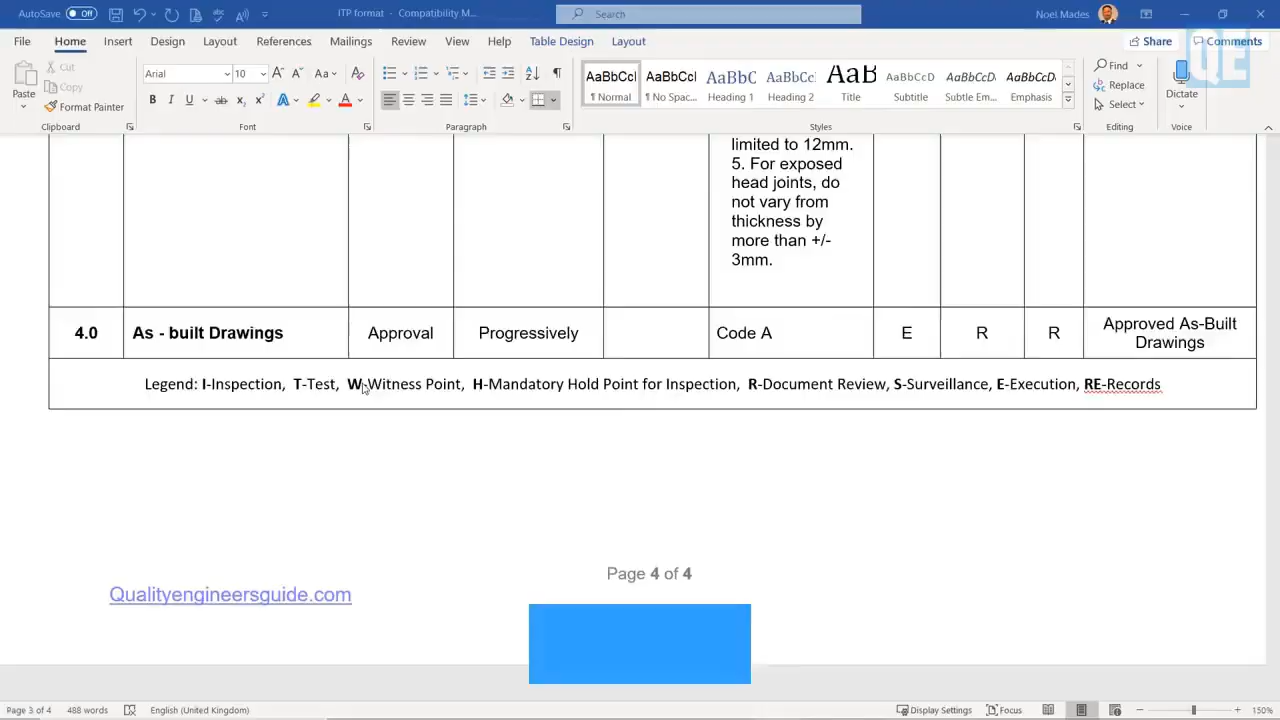 AutoSave Off ITP format - Compatibility M... Search Noel.Mades
File Home Insert Design Layout References Mailings Review View Help Table Design Layout Share Comments
Paste Cut Copy Format Painter
Arial 10
AaBbCcI AaBbCcI AaBbC AaBbCc AaB AaBbCcD AaBbCcD AaBbCcD
¶ Normal ¶ No Spac... Heading 1 Heading 2 Title Subtitle Subtle Em... Emphasis
Find Replace Select Dictate
Clipboard Font Paragraph Styles Editing Voice
limited to 12mm.
5. For exposed
head joints, do
not vary from
thickness by
more than +/-
3mm.
4.0 As - built Drawings Approval Progressively Code A E R R Approved As-Built
Drawings
Legend: I-Inspection, T-Test, W-Witness Point, H-Mandatory Hold Point for Inspection, R-Document Review, S-Surveillance, E-Execution, RE-Records
Page 4 of 4
Qualityengineersguide.com
Page 3 of 4 488 words English (United Kingdom) Display Settings Focus 150%